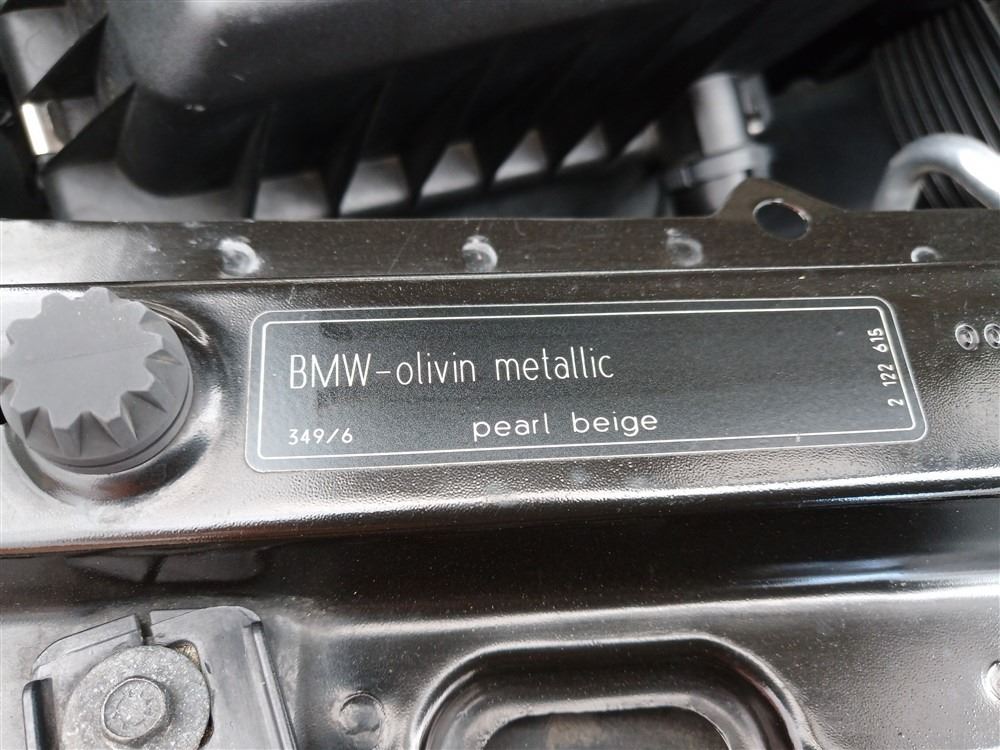 BMW-olivin metallic
349/6 pearl beige
2 122 615